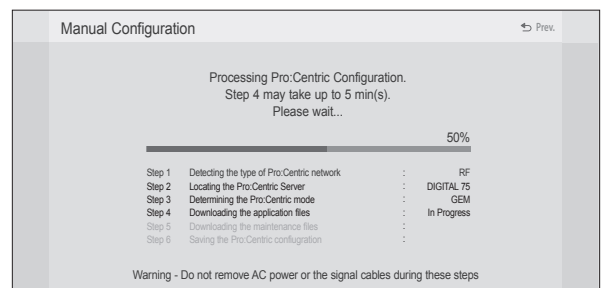 Manual Configuration
Prev.
Processing Pro:Centric Configuration.
Step 4 may take up to 5 min(s).
Please wait...
50%
Step 1 Detecting the type of Pro:Centric network : RF
Step 2 Locating the Pro:Centric Server : DIGITAL 75
Step 3 Determining the Pro:Centric mode : GEM
Step 4 Downloading the application files : In Progress
Step 5 Downloading the maintenance files :
Step 6 Saving the Pro:Centric confiugration :
Warning - Do not remove AC power or the signal cables during these steps